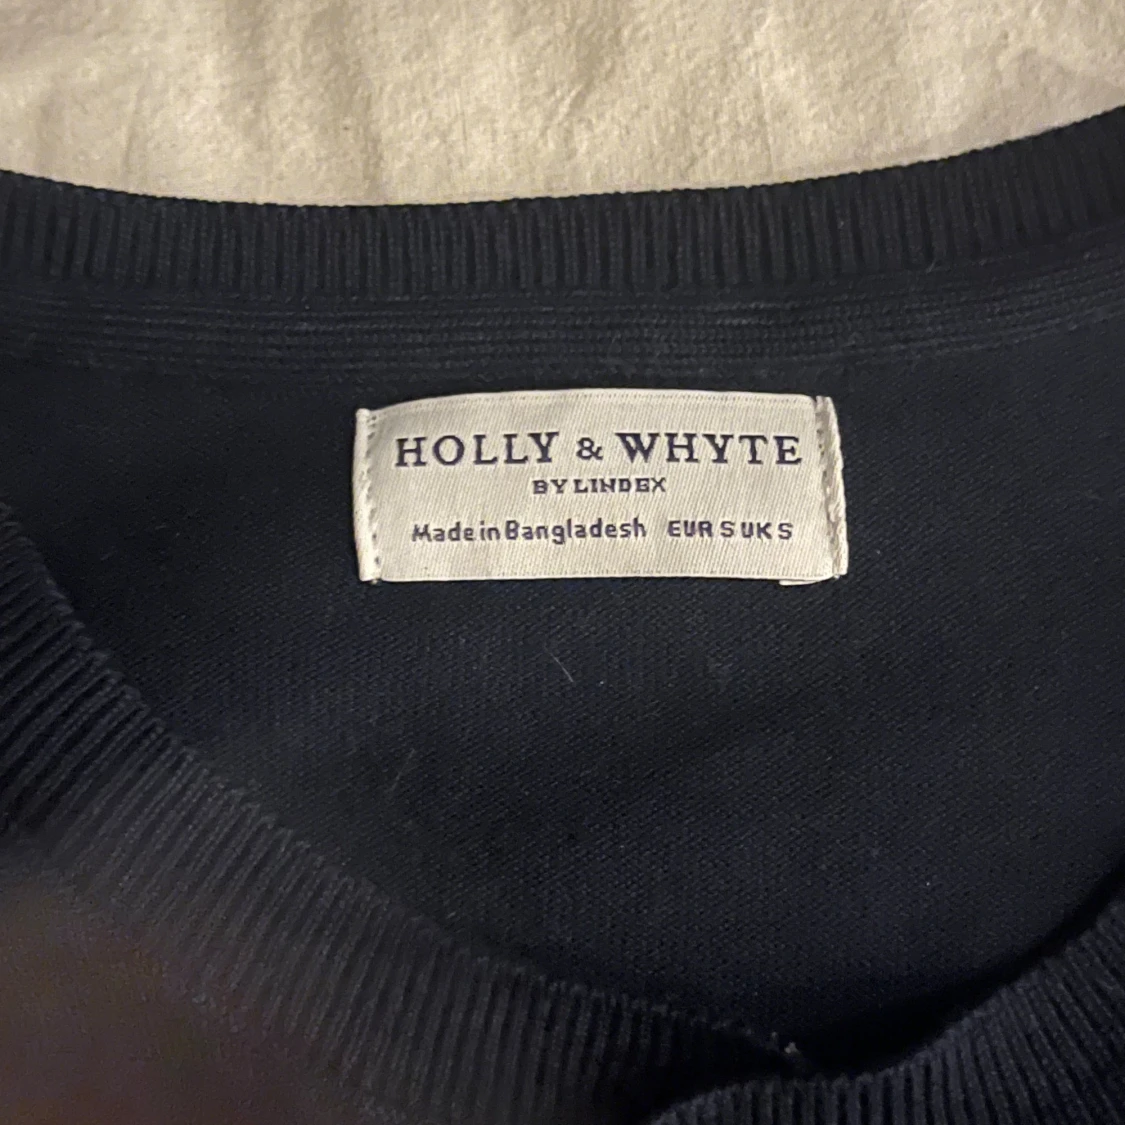 HOLLY & WHYTE
BY LINDEX
Made in Bangladesh EUR S UK S